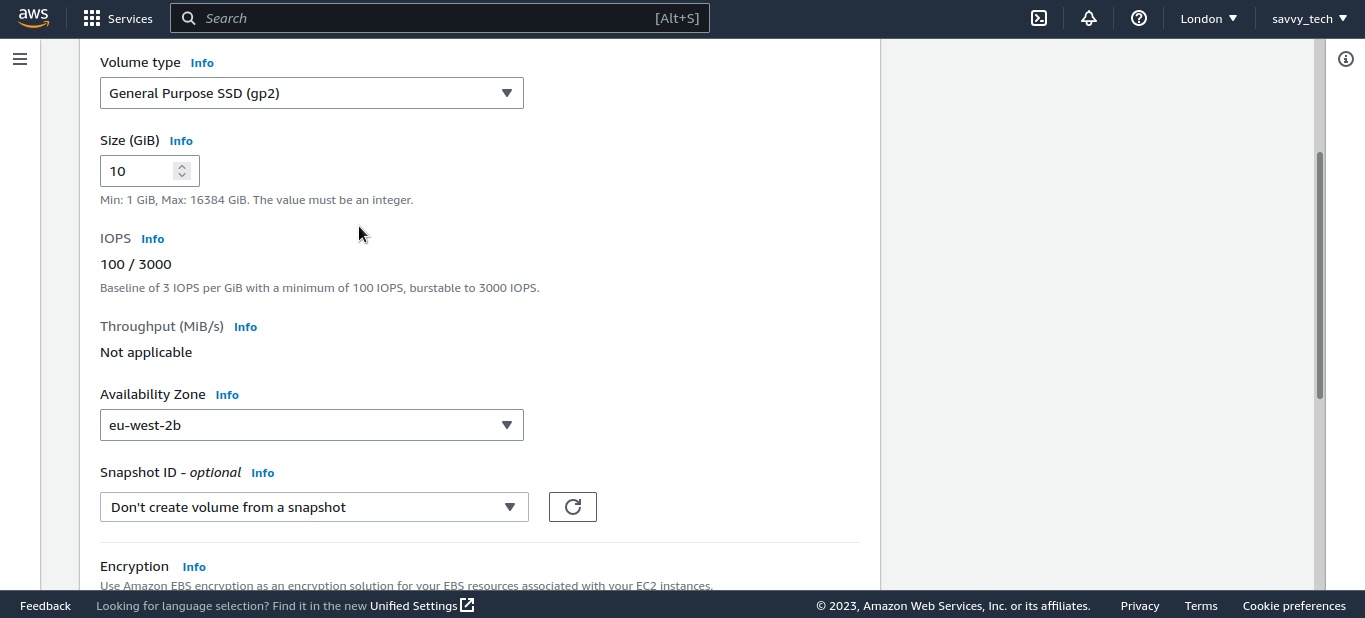 aws Services Search [Alt+S] London savvy_tech
Volume type Info
General Purpose SSD (gp2)
Size (GiB) Info
10
Min: 1 GiB, Max: 16384 GiB. The value must be an integer.
IOPS Info
100 / 3000
Baseline of 3 IOPS per GiB with a minimum of 100 IOPS, burstable to 3000 IOPS.
Throughput (MiB/s) Info
Not applicable
Availability Zone Info
eu-west-2b
Snapshot ID - optional Info
Don't create volume from a snapshot
Encryption Info
Use Amazon EBS encryption as an encryption solution for your EBS resources associated with your EC2 instances.
Feedback Looking for language selection? Find it in the new Unified Settings © 2023, Amazon Web Services, Inc. or its affiliates. Privacy Terms Cookie preferences